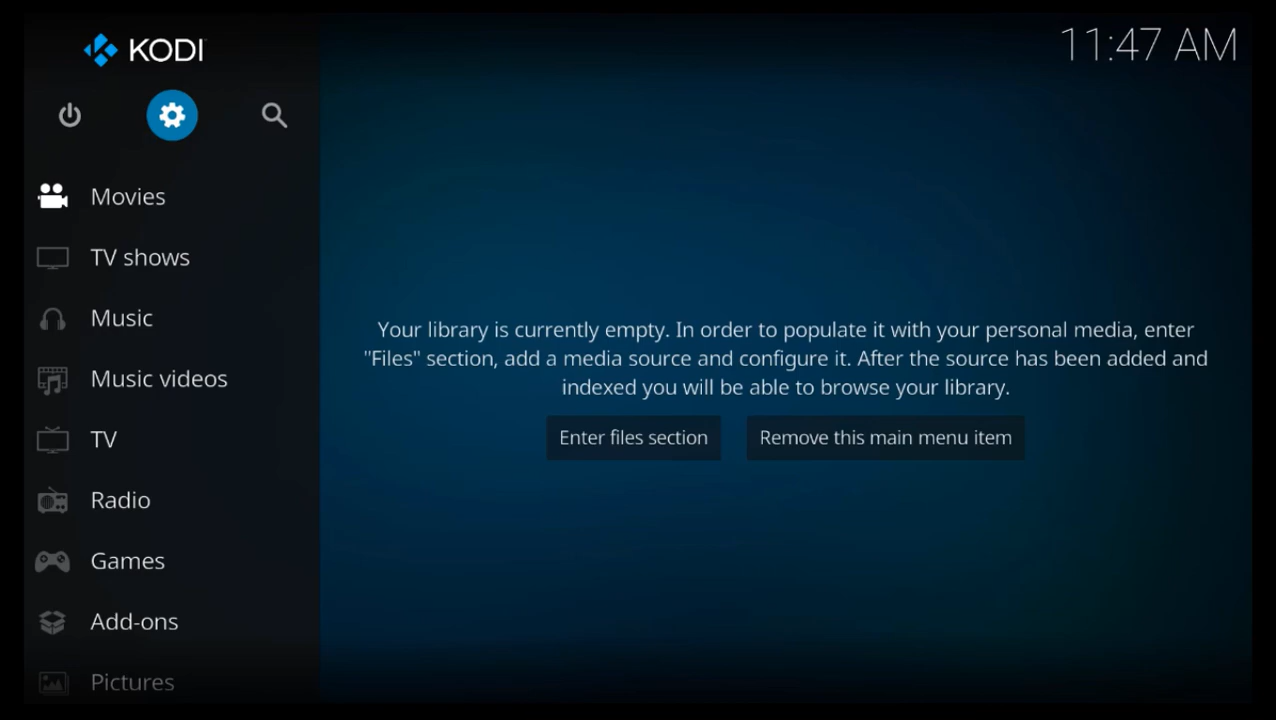 KODI
11:47 AM
Movies
TV shows
Music
Music videos
TV
Radio
Games
Add-ons
Pictures
Your library is currently empty. In order to populate it with your personal media, enter
"Files" section, add a media source and configure it. After the source has been added and
indexed you will be able to browse your library.
Enter files section
Remove this main menu item